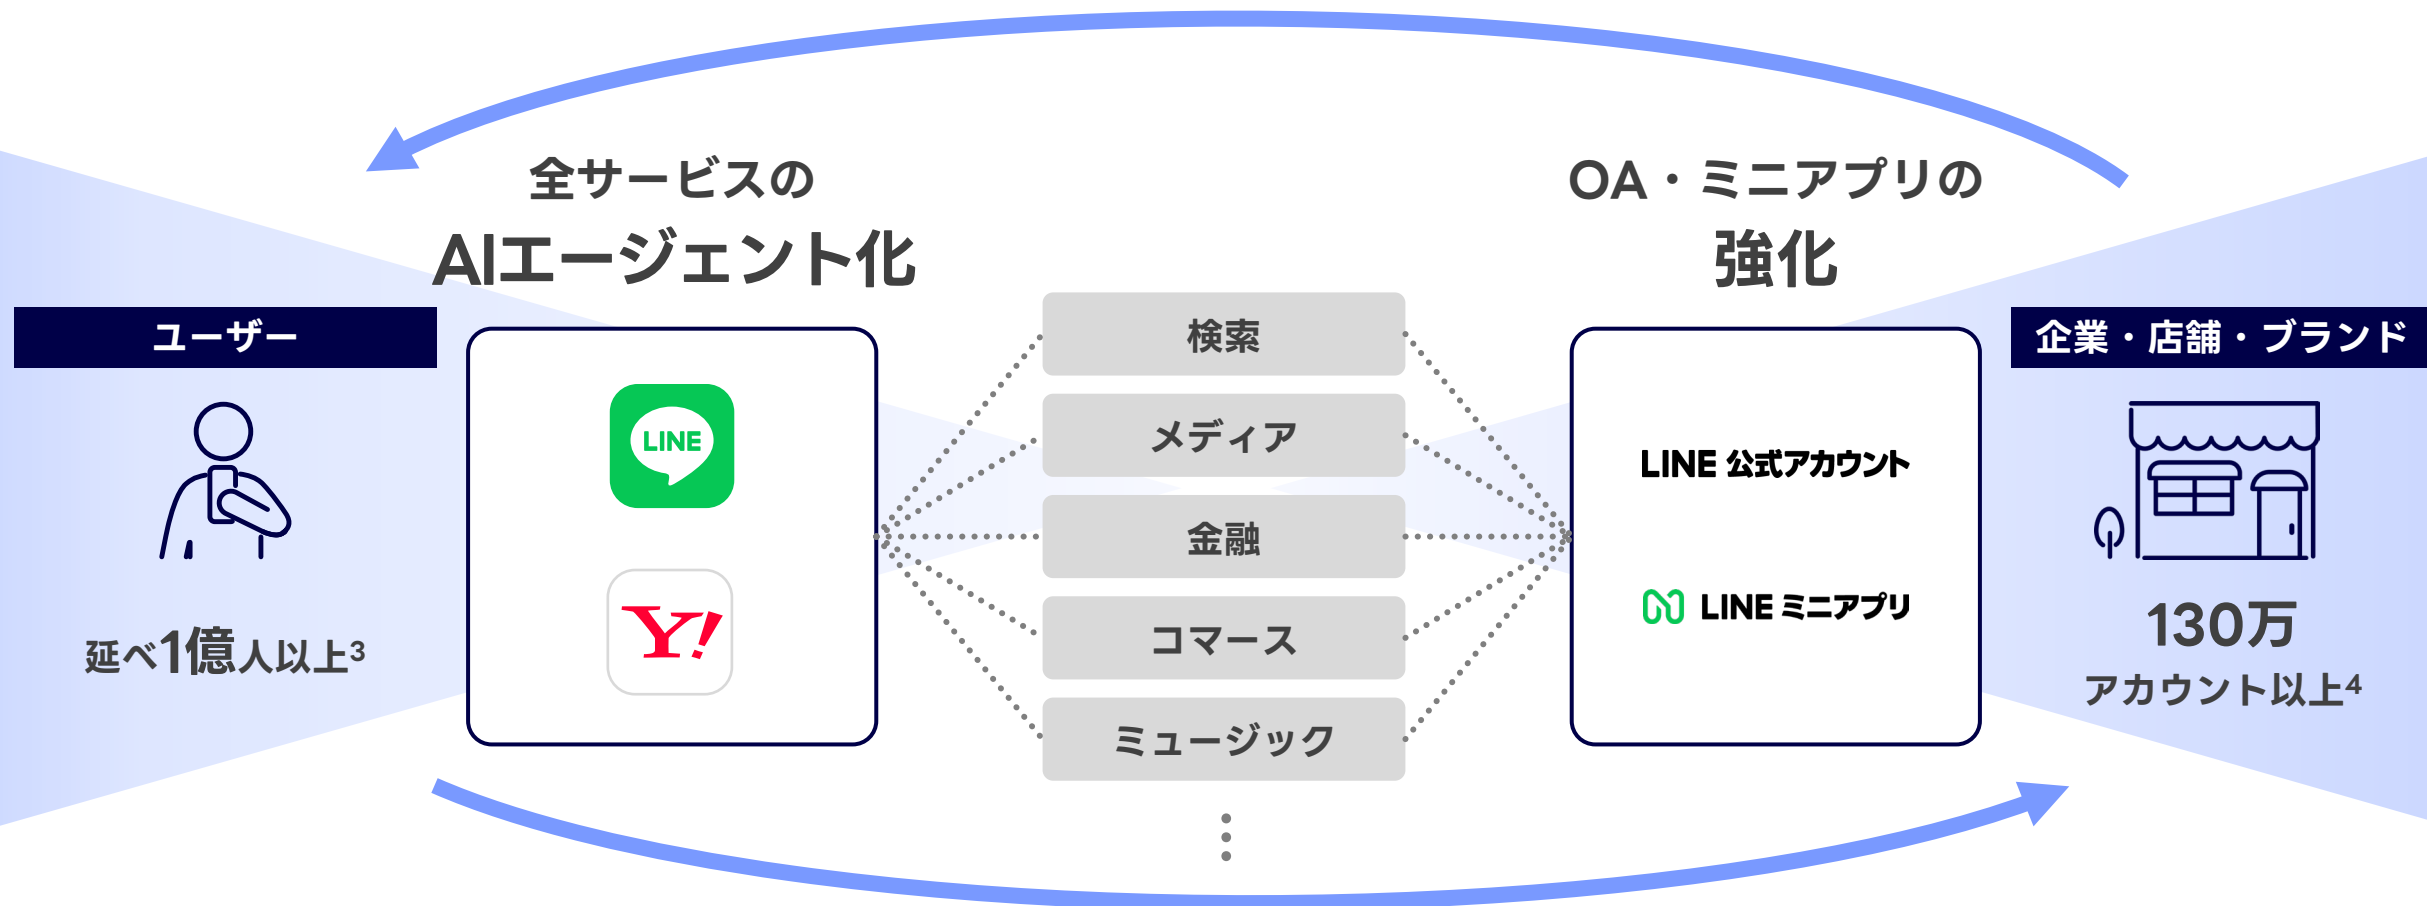 全サービスの
AIエージェント化
OA・ミニアプリの
強化
ユーザー
延べ1億人以上3
LINE
Y!
検索
メディア
金融
コマース
ミュージック
LINE 公式アカウント
LINE ミニアプリ
企業・店舗・ブランド
130万
アカウント以上4